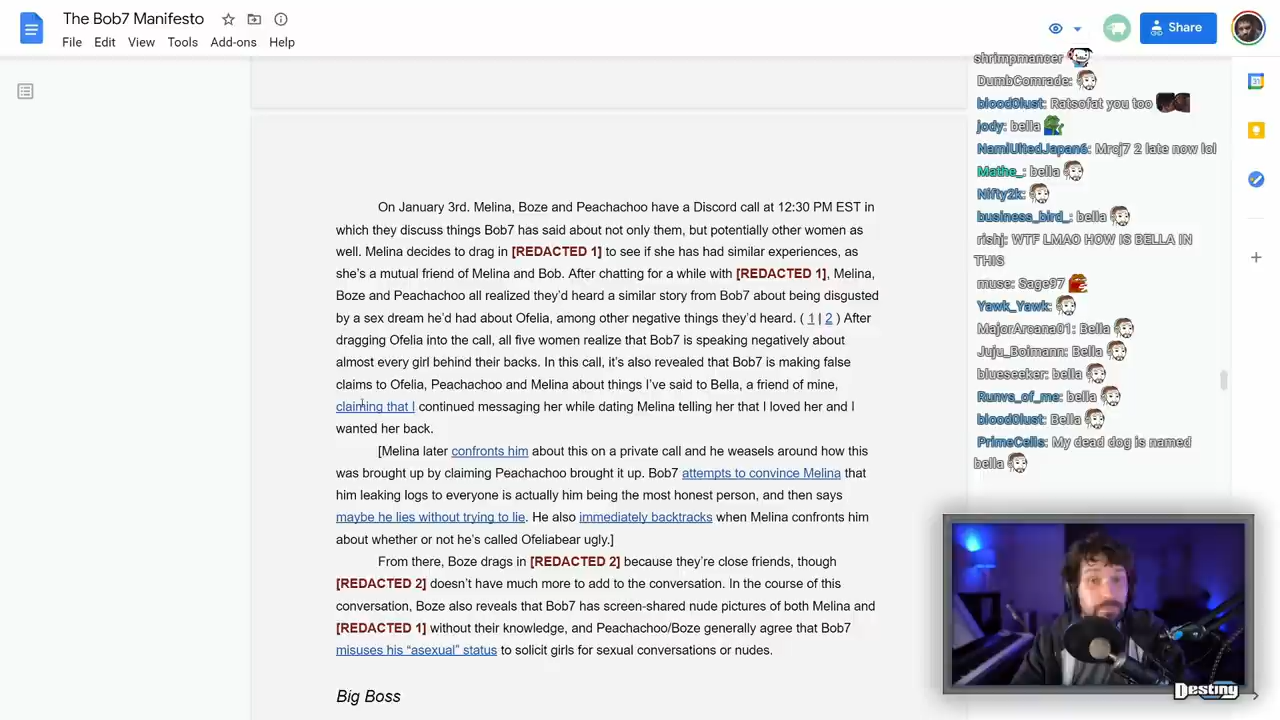 The Bob7 Manifesto
File Edit View Tools Add-ons Help
Share
On January 3rd. Melina, Boze and Peachachoo have a Discord call at 12:30 PM EST in
which they discuss things Bob7 has said about not only them, but potentially other women as
well. Melina decides to drag in [REDACTED 1] to see if she has had similar experiences, as
she's a mutual friend of Melina and Bob. After chatting for a while with [REDACTED 1], Melina,
Boze and Peachachoo all realized they'd heard a similar story from Bob7 about being disgusted
by a sex dream he'd had about Ofelia, among other negative things they'd heard. ( 1 | 2 ) After
dragging Ofelia into the call, all five women realize that Bob7 is speaking negatively about
almost every girl behind their backs. In this call, it's also revealed that Bob7 is making false
claims to Ofelia, Peachachoo and Melina about things I've said to Bella, a friend of mine,
claiming that I continued messaging her while dating Melina telling her that I loved her and I
wanted her back.
[Melina later confronts him about this on a private call and he weasels around how this
was brought up by claiming Peachachoo brought it up. Bob7 attempts to convince Melina that
him leaking logs to everyone is actually him being the most honest person, and then says
maybe he lies without trying to lie. He also immediately backtracks when Melina confronts him
about whether or not he's called Ofeliabear ugly.]
From there, Boze drags in [REDACTED 2] because they're close friends, though
[REDACTED 2] doesn't have much more to add to the conversation. In the course of this
conversation, Boze also reveals that Bob7 has screen-shared nude pictures of both Melina and
[REDACTED 1] without their knowledge, and Peachachoo/Boze generally agree that Bob7
misuses his "asexual" status to solicit girls for sexual conversations or nudes.
Big Boss
shrimpmancer
DumbComrade:
blood0lust: Ratsofat you too
jody: bella
NamiUltedJapan6: Mrcj7 2 late now lol
Mathe_: bella
Nifty2k:
business_bird_: bella
rishj: WTF LMAO HOW IS BELLA IN
THIS
muse: Sage97
Yawk_Yawk:
MajorArcana01: Bella
Juju_Boimann: Bella
blueseeker: bella
Runvs_of_me: bella
blood0lust: Bella
PrimeCells: My dead dog is named
bella
31
Destiny